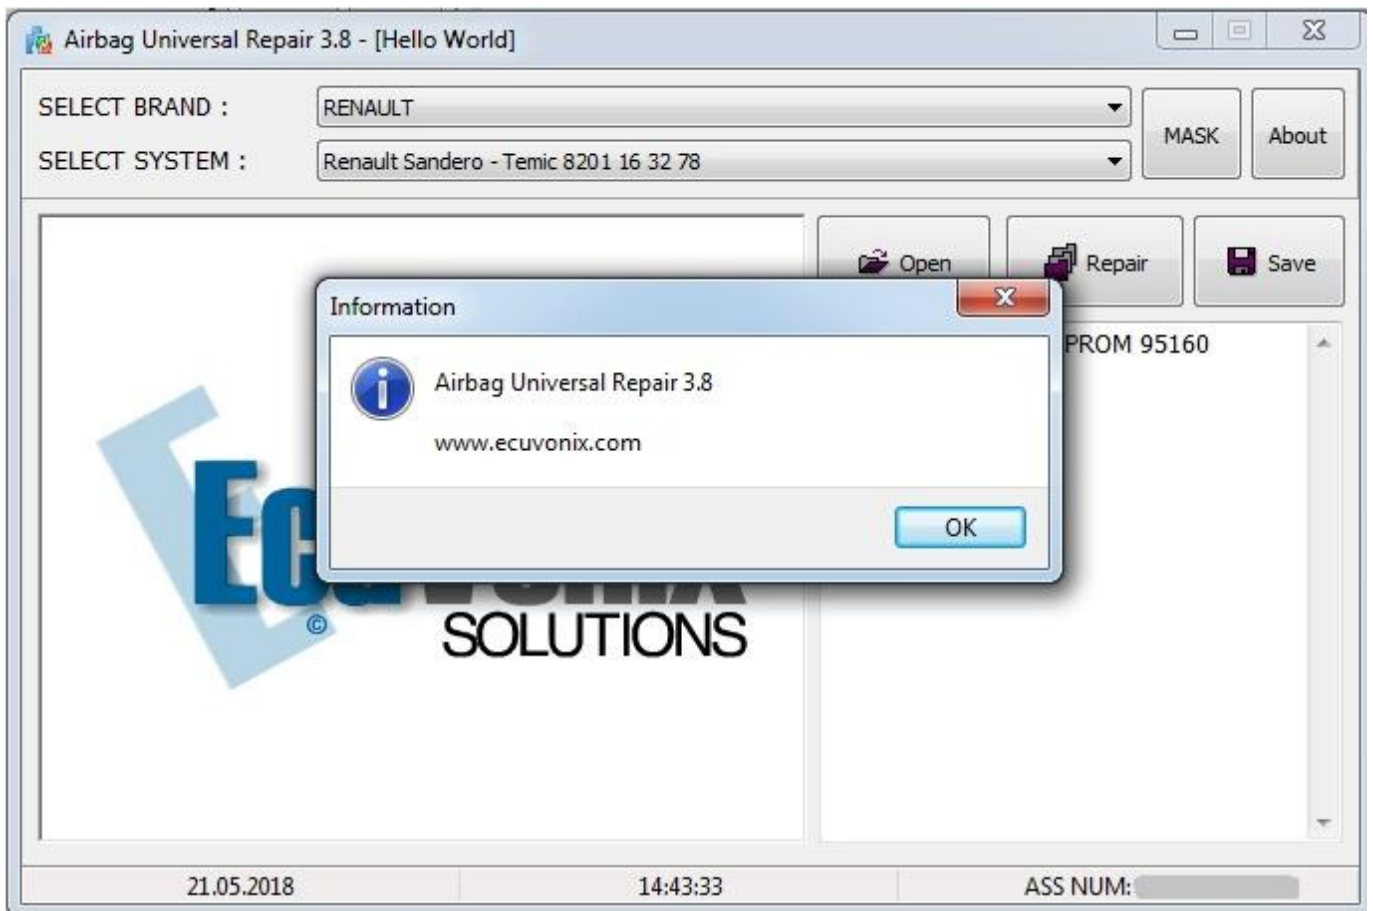 Airbag Universal Repair 3.8 - [Hello World]
SELECT BRAND :
RENAULT
MASK
About
SELECT SYSTEM :
Renault Sandero - Temic 8201 16 32 78
Open
Repair
Save
Information
PROM 95160
Airbag Universal Repair 3.8
www.ecuvonix.com
OK
SOLUTIONS
©
21.05.2018
14:43:33
ASS NUM: